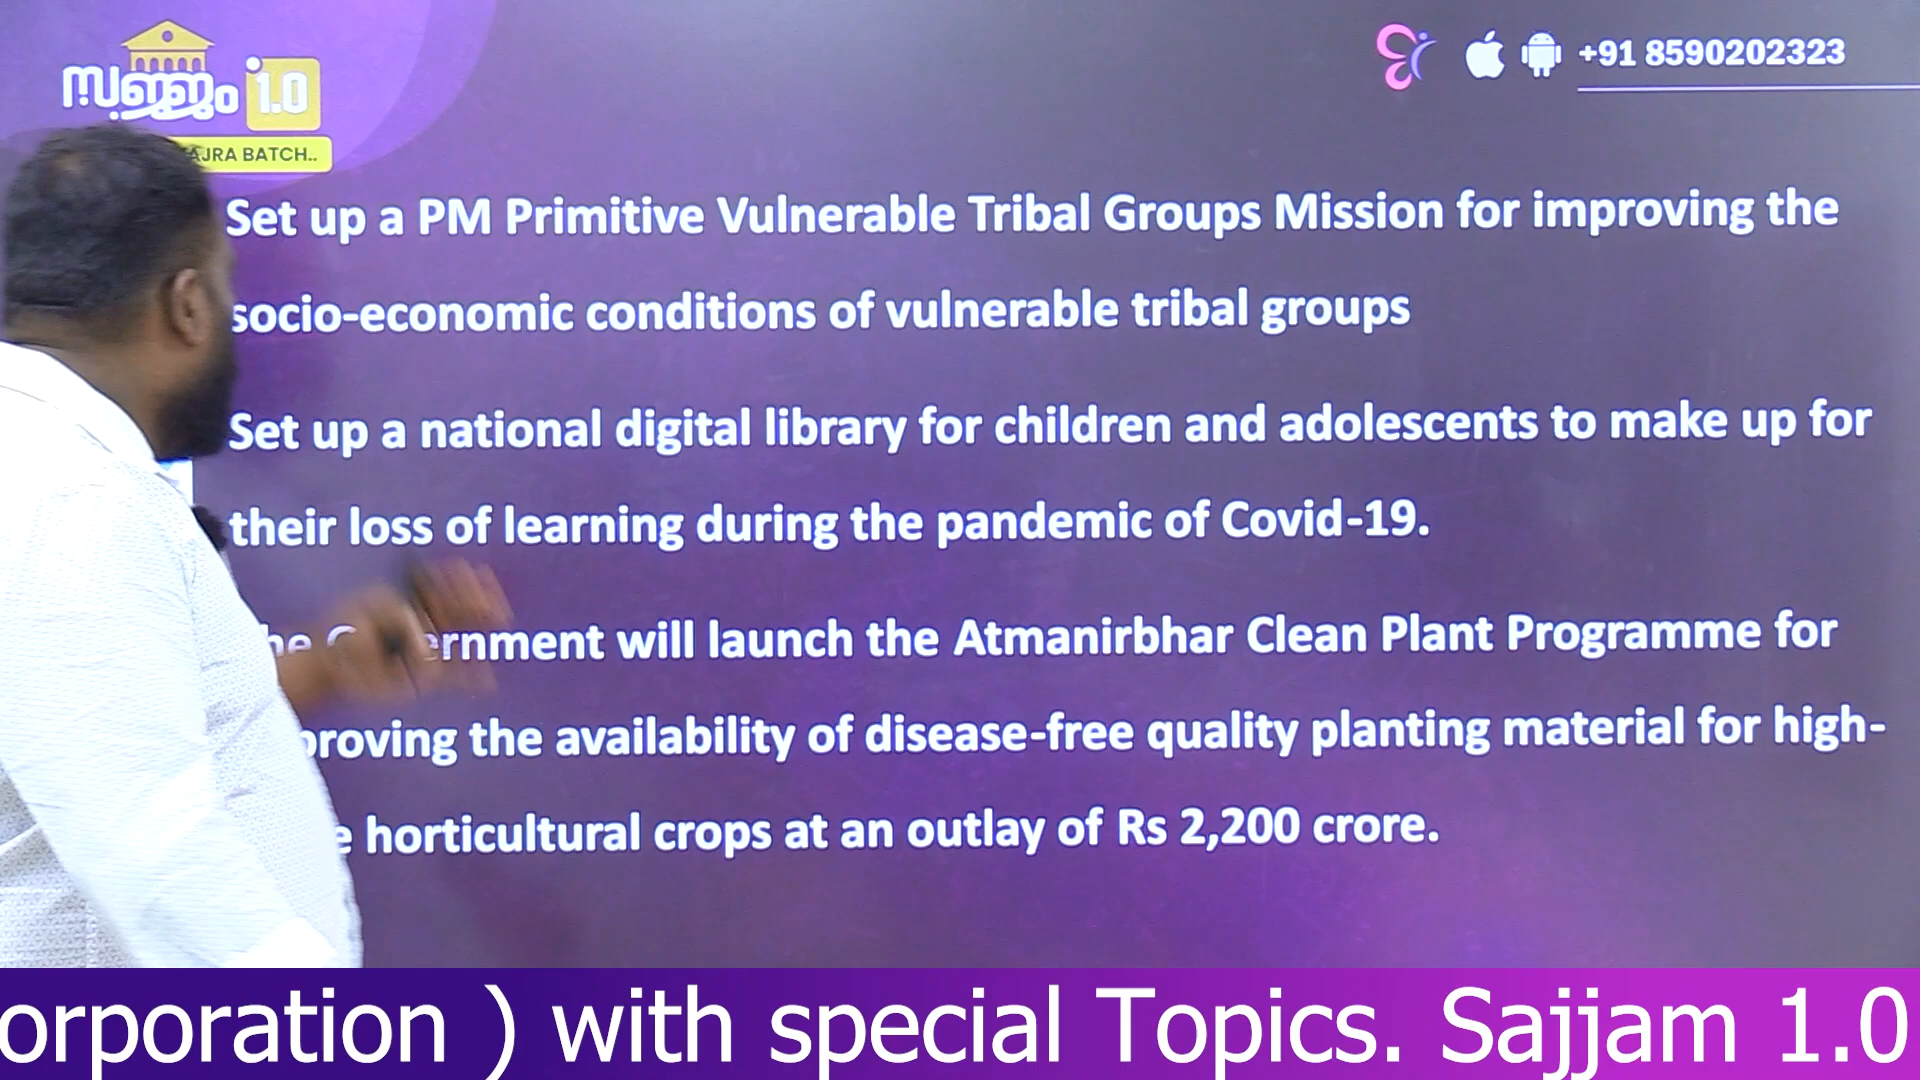 സജ്ജം 1.0
AJRA BATCH..
+91 8590202323
Set up a PM Primitive Vulnerable Tribal Groups Mission for improving the
socio-economic conditions of vulnerable tribal groups
Set up a national digital library for children and adolescents to make up for
their loss of learning during the pandemic of Covid-19.
he ernment will launch the Atmanirbhar Clean Plant Programme for
proving the availability of disease-free quality planting material for high-
e horticultural crops at an outlay of Rs 2,200 crore.
orporation ) with special Topics. Sajjam 1.0